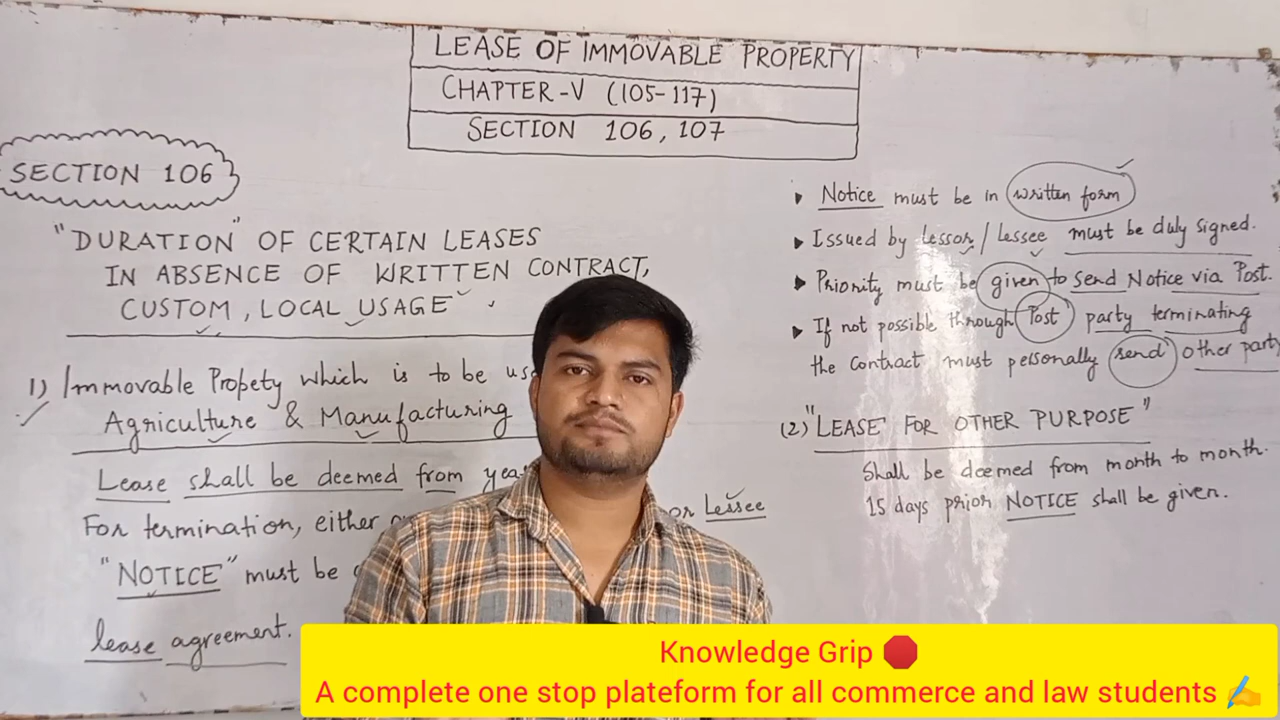 LEASE OF IMMOVABLE PROPERTY
CHAPTER-V (105-117)
SECTION 106, 107
SECTION 106
"DURATION" OF CERTAIN LEASES
IN ABSENCE OF WRITTEN CONTRACT,
CUSTOM, LOCAL USAGE
1) Immovable Propety which is to be
Agriculture & Manufacturing
Lease shall be deemed from
For termination, either or Lessee
"NOTICE" must be
lease agreement.
Notice must be in written form
Issued by lessor / Lessee must be duly signed.
Priority must be given to send Notice via Post.
If not possible through Post party terminating
the contract must personally send other party
(2) "LEASE FOR OTHER PURPOSE"
Shall be deemed from month to month.
15 days prior NOTICE shall be given.
Knowledge Grip 🛑
A complete one stop plateform for all commerce and law students ✍️